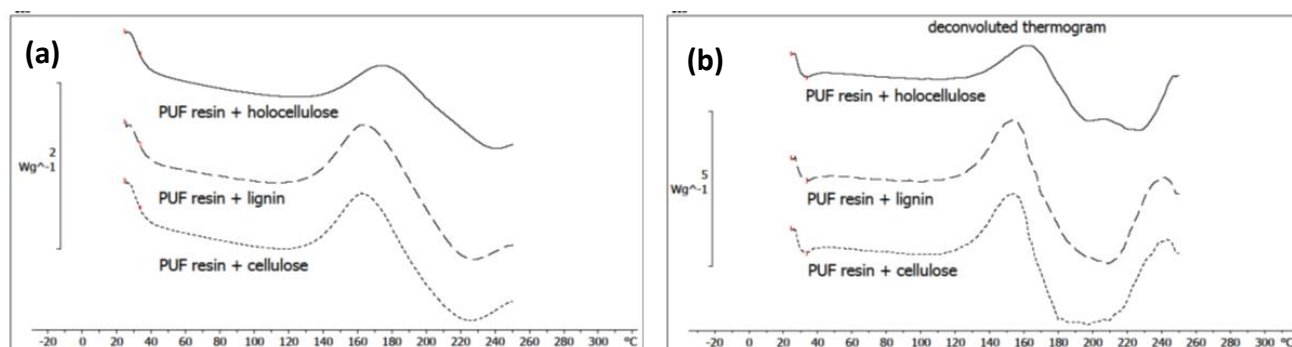 (a)
PUF resin + holocellulose
2
Wg^-1
PUF resin + lignin
PUF resin + cellulose
-20 0 20 40 60 80 100 120 140 160 180 200 220 240 260 280 300 °C
(b)
deconvoluted thermogram
PUF resin + holocellulose
5
Wg^-1
PUF resin + lignin
PUF resin + cellulose
-20 0 20 40 60 80 100 120 140 160 180 200 220 240 260 280 300 °C